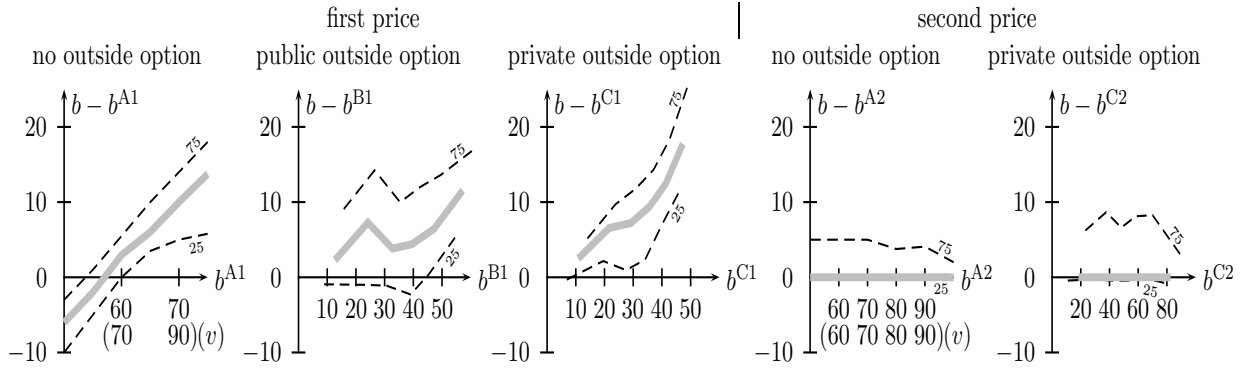 first price second price
no outside option public outside option private outside option no outside option private outside option
b − b^A1 b − b^B1 b − b^C1 b − b^A2 b − b^C2
20 20 20 20 20
75 75 75 75 75
10 10 10 10 10
25 25 25 25 25
0 0 0 0 0
b^A1 b^B1 b^C1 b^A2 b^C2
60 70 10 20 30 40 50 10 20 30 40 50 60 70 80 90 20 40 60 80
(70 90)(v) (60 70 80 90)(v)
−10 −10 −10 −10 −10